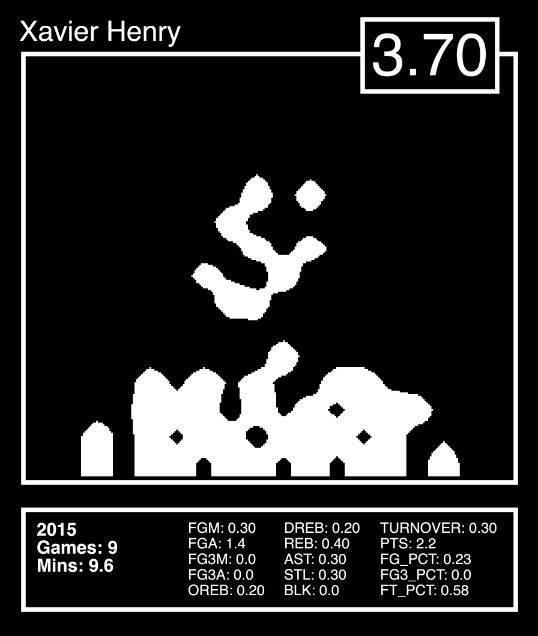 Xavier Henry
3.70
2015
Games: 9
Mins: 9.6
FGM: 0.30
FGA: 1.4
FG3M: 0.0
FG3A: 0.0
OREB: 0.20
DREB: 0.20
REB: 0.40
AST: 0.30
STL: 0.30
BLK: 0.0
TURNOVER: 0.30
PTS: 2.2
FG_PCT: 0.23
FG3_PCT: 0.0
FT_PCT: 0.58